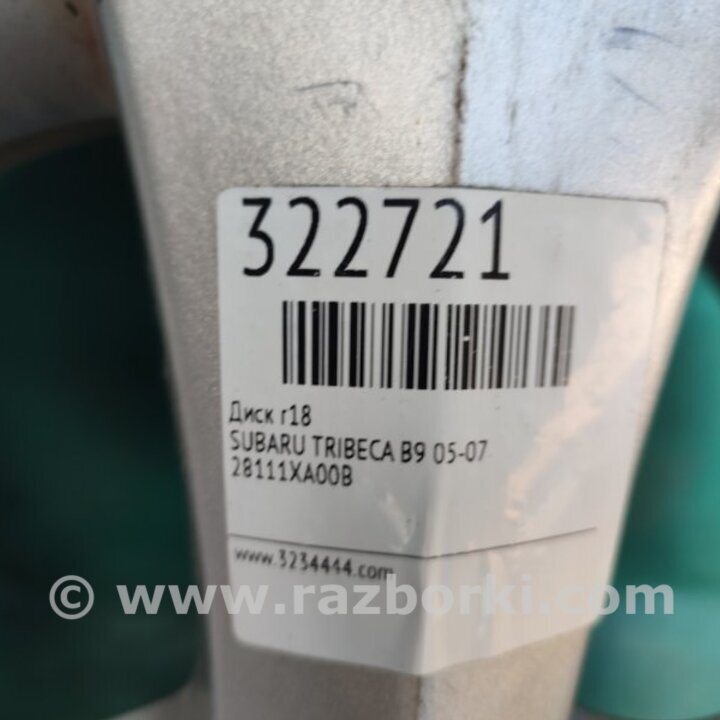 322721
Диск r18
SUBARU TRIBECA B9 05-07
28111XA00B
www.3234444.com
© www.razborki.com